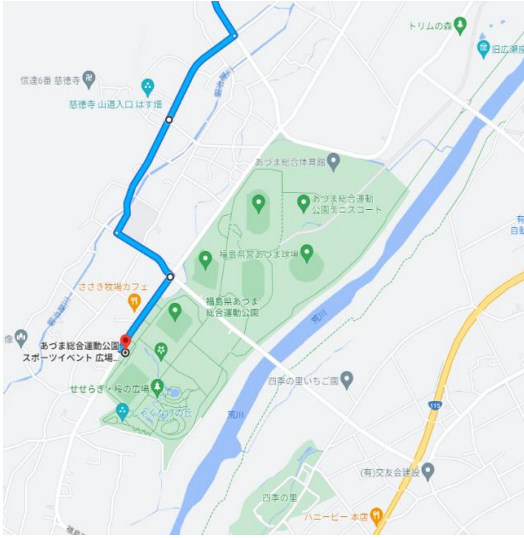 トリムの森
旧広瀬座
信達6番 慈徳寺
慈徳寺 山道入口 はす畑
あづま総合体育館
あづま総合運動
公園テニスコート
福島県営あづま球場
ささき牧場カフェ
福島県あづま
総合運動公園
荒川
あづま総合運動公園
スポーツイベント 広場...
せせらぎ・桜の広場
四季の里いちご園
荒川
115
(有)交友会建設
四季の里
ハニービー 本店